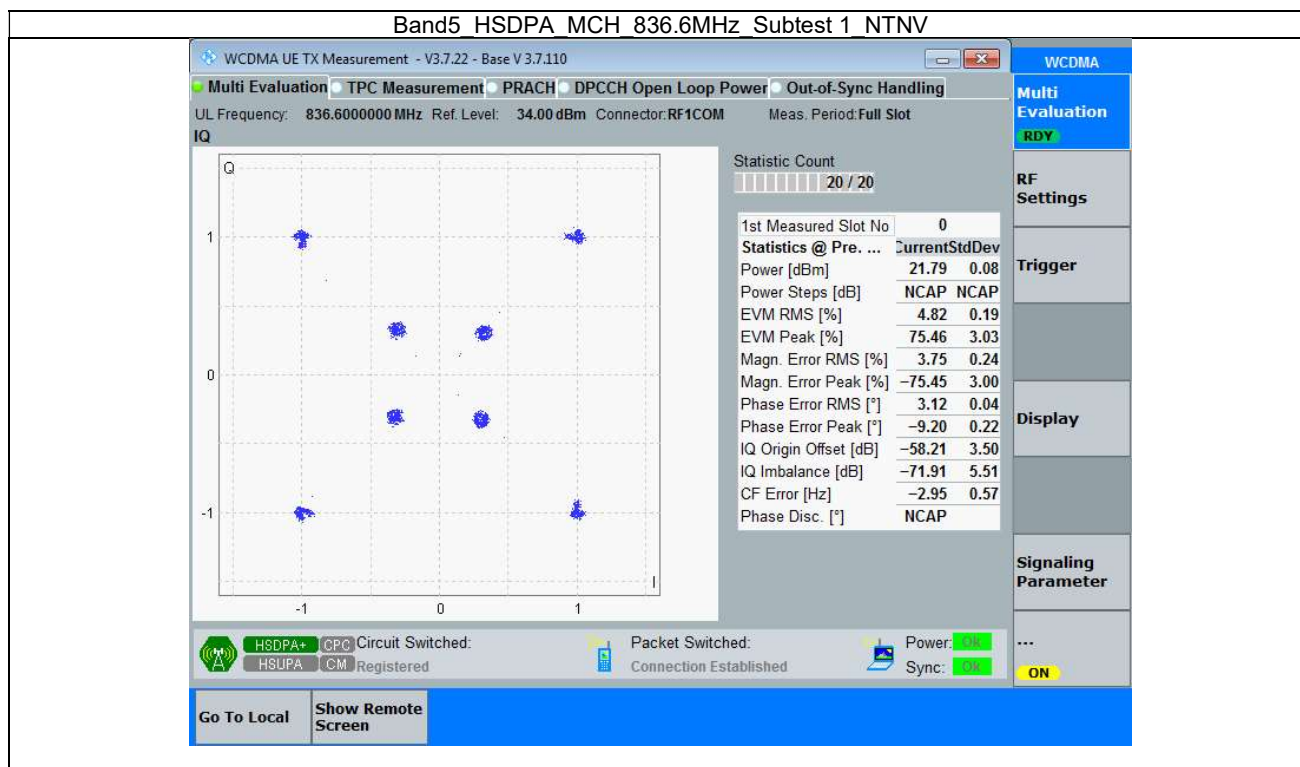 Band5_HSDPA_MCH_836.6MHz_Subtest 1_NTNV
WCDMA UE TX Measurement - V3.7.22 - Base V 3.7.110
WCDMA
Multi Evaluation TPC Measurement PRACH DPCCH Open Loop Power Out-of-Sync Handling
UL Frequency: 836.6000000 MHz Ref. Level: 34.00 dBm Connector:RF1COM Meas. Period:Full Slot
IQ
Q
1
0
-1
-1 0 1
I
Statistic Count
20 / 20
1st Measured Slot No 0
Statistics @ Pre. ... CurrentStdDev
Power [dBm] 21.79 0.08
Power Steps [dB] NCAP NCAP
EVM RMS [%] 4.82 0.19
EVM Peak [%] 75.46 3.03
Magn. Error RMS [%] 3.75 0.24
Magn. Error Peak [%] −75.45 3.00
Phase Error RMS [°] 3.12 0.04
Phase Error Peak [°] −9.20 0.22
IQ Origin Offset [dB] −58.21 3.50
IQ Imbalance [dB] −71.91 5.51
CF Error [Hz] −2.95 0.57
Phase Disc. [°] NCAP
Multi
Evaluation
RDY
RF
Settings
Trigger
Display
Signaling
Parameter
...
ON
HSDPA+ CPC Circuit Switched: Packet Switched: Power: Ok
HSUPA CM Registered Connection Established Sync: Ok
Go To Local
Show Remote
Screen